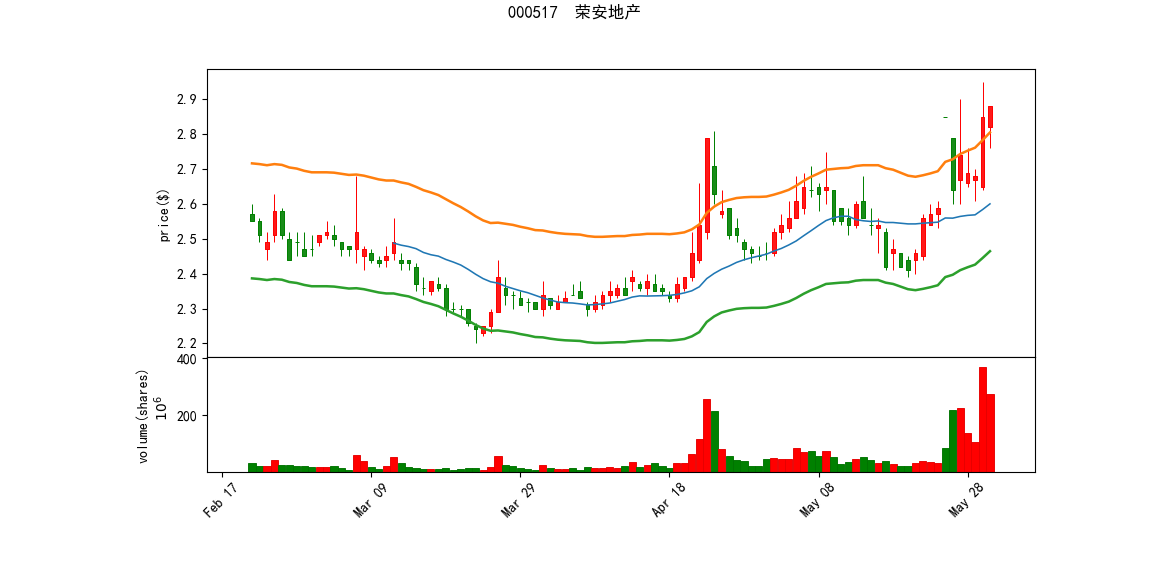 000517 荣安地产
price($)
2.9
2.8
2.7
2.6
2.5
2.4
2.3
2.2
volume(shares)
10^6
400
200
Feb 17
Mar 09
Mar 29
Apr 18
May 08
May 28